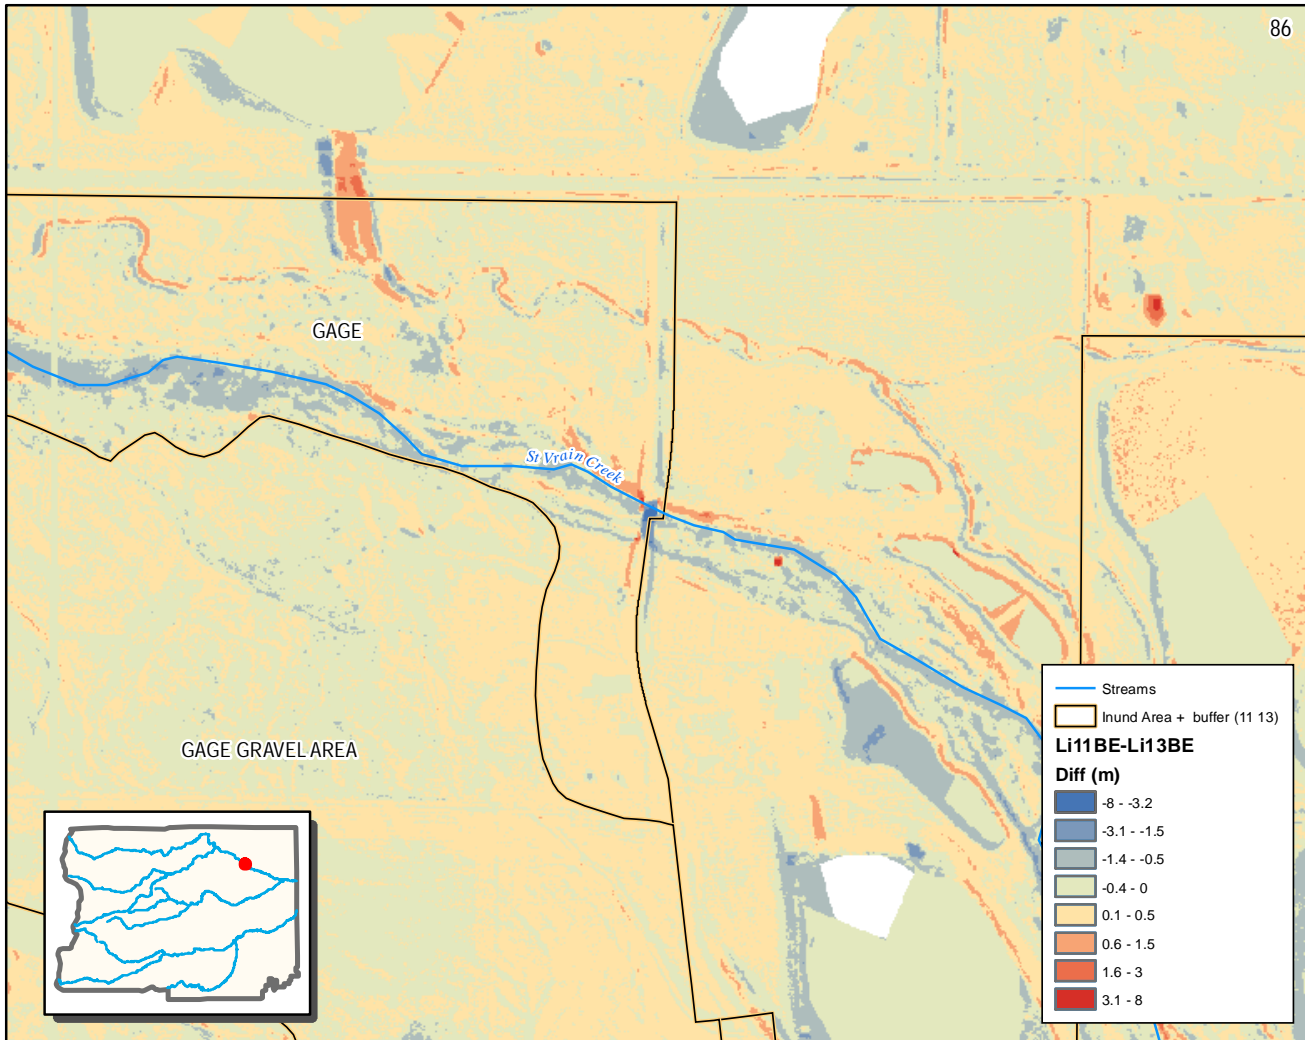 86
GAGE
St Vrain Creek
GAGE GRAVEL AREA
Streams
Inund Area + buffer (11 13)
Li11BE-Li13BE
Diff (m)
-8 - -3.2
-3.1 - -1.5
-1.4 - -0.5
-0.4 - 0
0.1 - 0.5
0.6 - 1.5
1.6 - 3
3.1 - 8